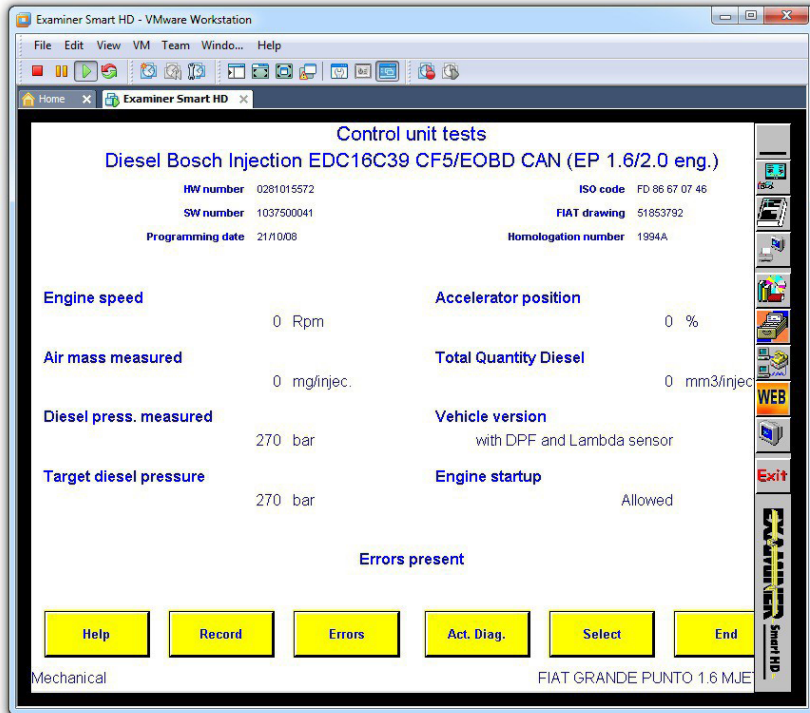 Examiner Smart HD - VMware Workstation
File Edit View VM Team Windo... Help
Home Examiner Smart HD
Control unit tests
Diesel Bosch Injection EDC16C39 CF5/EOBD CAN (EP 1.6/2.0 eng.)
HW number 0281015572 ISO code FD 86 67 07 46
SW number 1037500041 FIAT drawing 51853792
Programming date 21/10/08 Homologation number 1994A
Engine speed Accelerator position
0 Rpm 0 %
Air mass measured Total Quantity Diesel
0 mg/injec. 0 mm3/injec
Diesel press. measured Vehicle version
270 bar with DPF and Lambda sensor
Target diesel pressure Engine startup
270 bar Allowed
Errors present
Help Record Errors Act. Diag. Select End
Mechanical FIAT GRANDE PUNTO 1.6 MJET
WEB
Exit
EXAMINER Smart HD